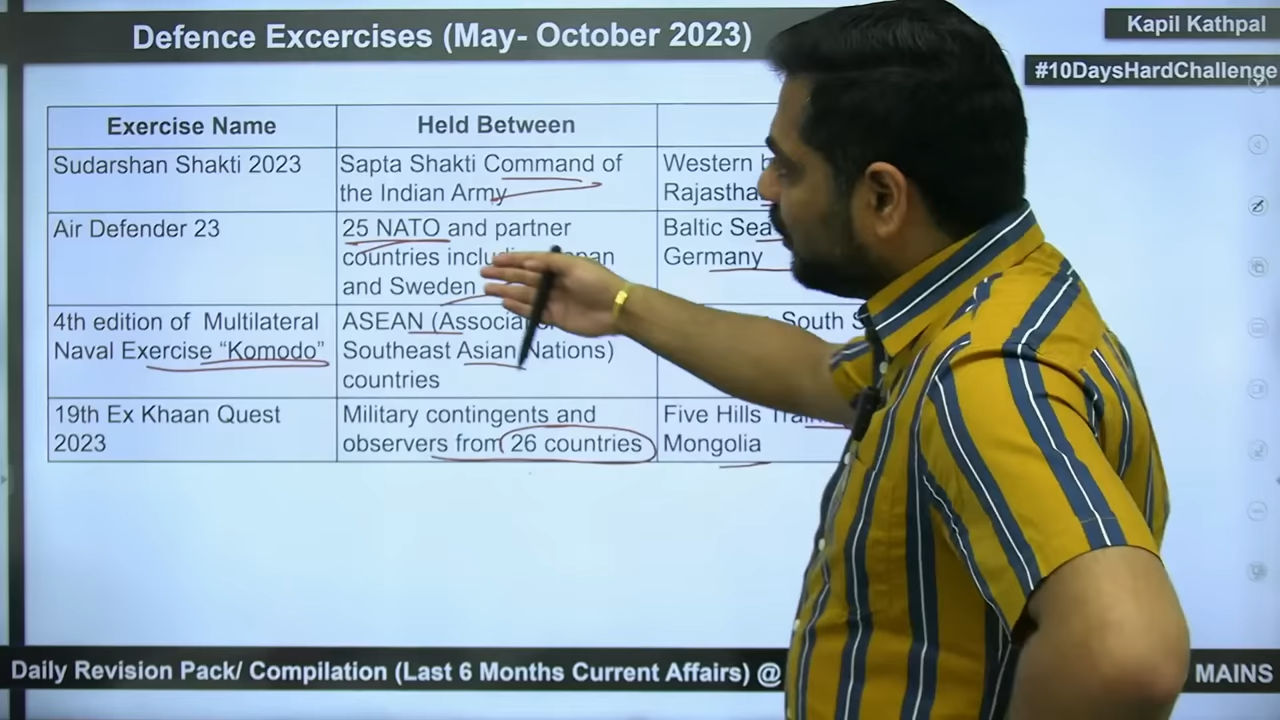 Defence Excercises (May- October 2023)
Kapil Kathpal
#10DaysHardChallenge
Exercise Name
Held Between
Sudarshan Shakti 2023
Sapta Shakti Command of
the Indian Army
Western
Air Defender 23
25 NATO and partner
countries
and Sweden
Baltic Sea
Germany
4th edition of Multilateral
Naval Exercise “Komodo”
ASEAN
Southeast Asian Nations)
countries
South
19th Ex Khaan Quest
2023
Military contingents and
observers from 26 countries
Five Hills
Mongolia
Daily Revision Pack/ Compilation (Last 6 Months Current Affairs) @
MAINS